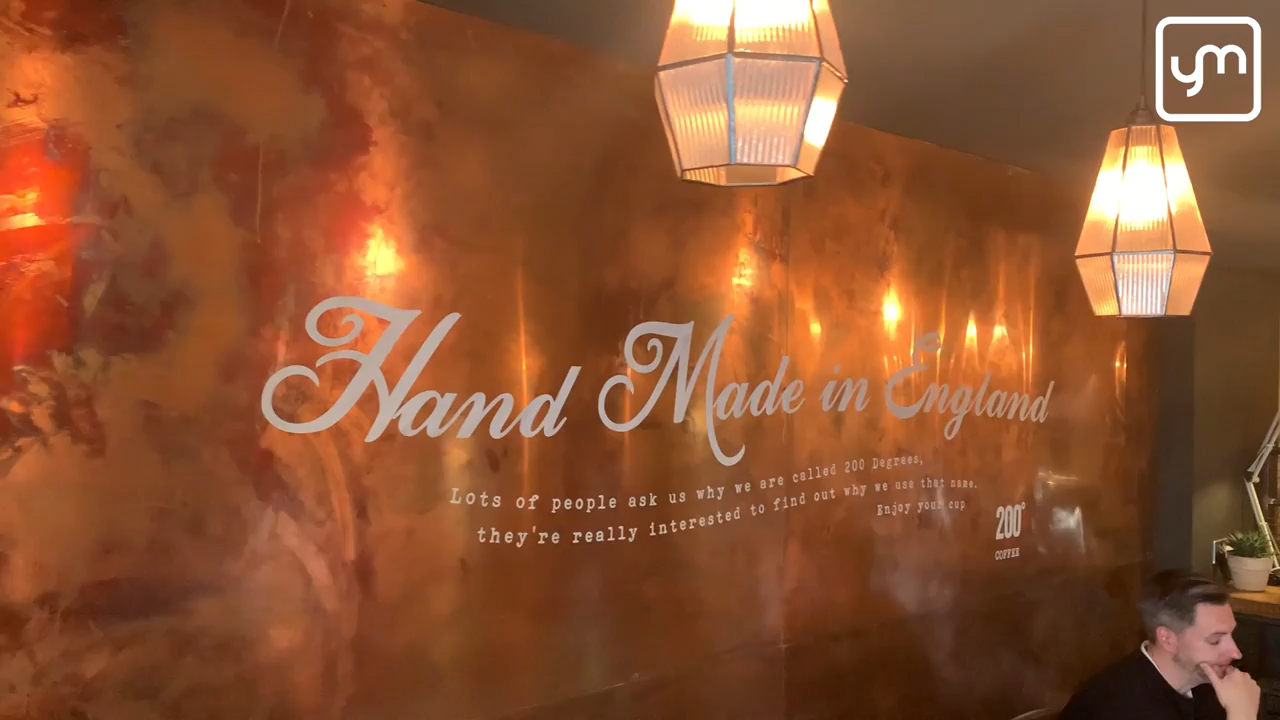 ym
Hand Made in England
Lots of people ask us why we are called 200 Degrees,
they're really interested to find out why we use that name.
Enjoy your cup
200°
COFFEE